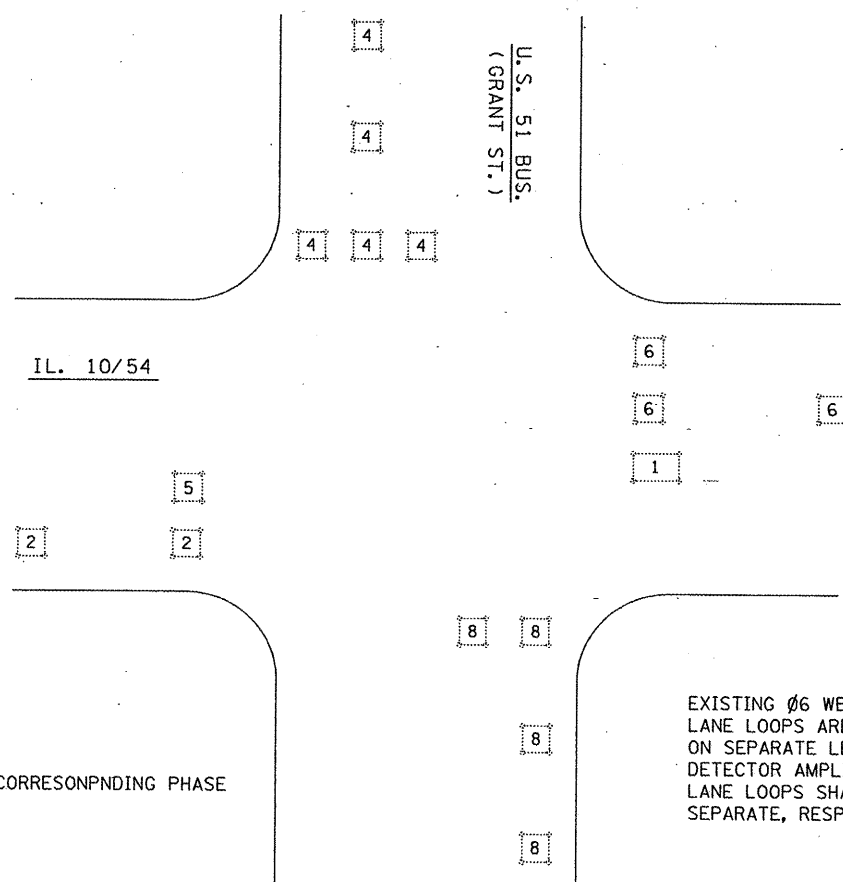 4
U.S. 51 BUS.
(GRANT ST.)
4
4 4 4
IL. 10/54
6
6 6
1
5
2 2
8 8
EXISTING Ø6 WE
LANE LOOPS ARE
ON SEPARATE LE
DETECTOR AMPL
LANE LOOPS SHA
SEPARATE, RESP
8
CORRESONPNDING PHASE
8